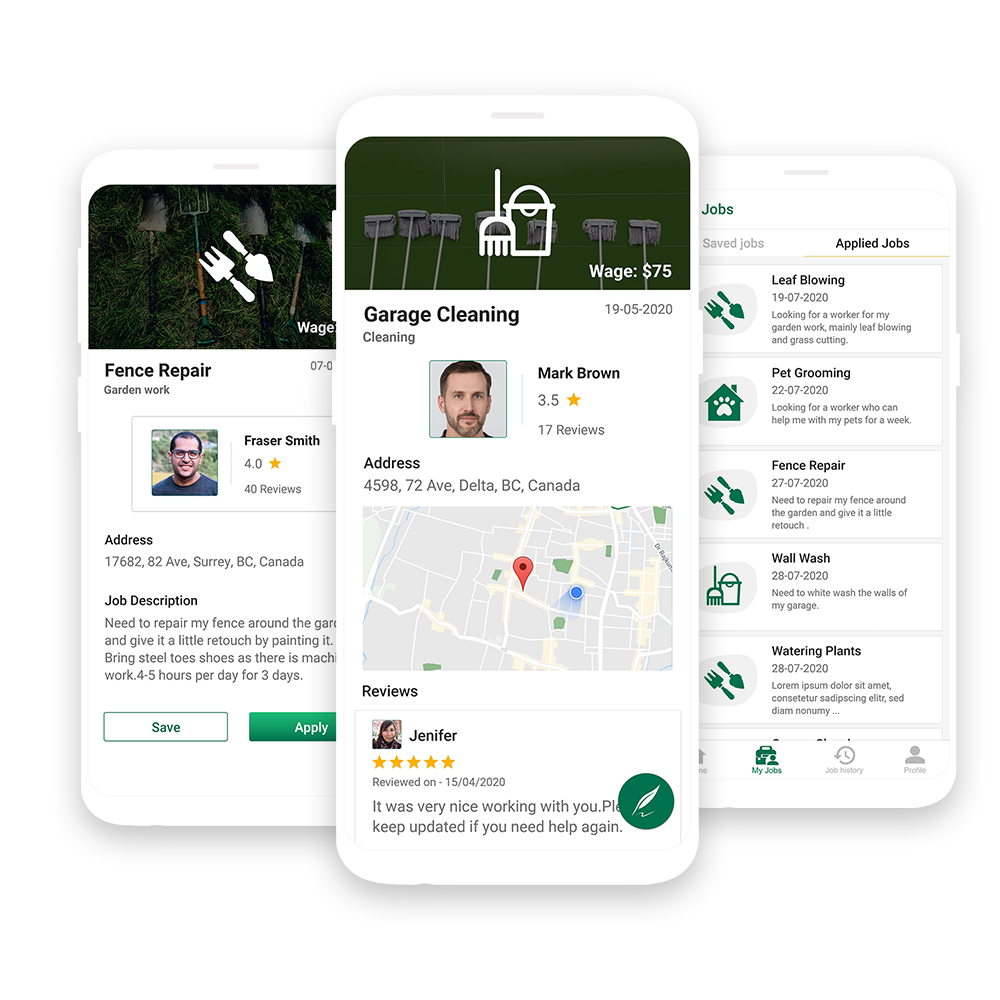 Wage:
Fence Repair
07-0
Garden work
Fraser Smith
4.0
40 Reviews
Address
17682, 82 Ave, Surrey, BC, Canada
Job Description
Need to repair my fence around the
and give it a little retouch by painting it.
Bring steel toes shoes as there is
work.4-5 hours per day for 3 days.
Save
Apply
Wage: $75
Garage Cleaning
19-05-2020
Cleaning
Mark Brown
3.5
17 Reviews
Address
4598, 72 Ave, Delta, BC, Canada
Dr Rajkum
Reviews
Jenifer
Reviewed on - 15/04/2020
It was very nice working with you.Ple
keep updated if you need help again.
Jobs
Saved jobs
Applied Jobs
Leaf Blowing
19-07-2020
Looking for a worker for my
garden work, mainly leaf blowing
and grass cutting.
Pet Grooming
22-07-2020
Looking for a worker who can
help me with my pets for a week.
Fence Repair
27-07-2020
Need to repair my fence around
the garden and give it a little
retouch .
Wall Wash
28-07-2020
Need to white wash the walls of
my garage.
Watering Plants
28-07-2020
Lorem ipsum dolor sit amet,
consetetur sadipscing elitr, sed
diam nonumy ...
My Jobs
Job history
Profile